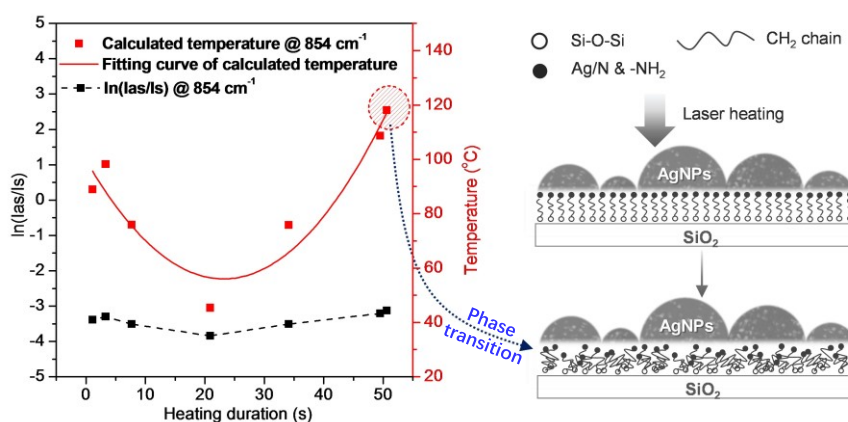 Calculated temperature @ 854 cm⁻¹
Fitting curve of calculated temperature
ln(Ias/Is) @ 854 cm⁻¹
ln(Ias/Is)
5
4
3
2
1
0
-1
-2
-3
-4
-5
0
10
20
30
40
50
Heating duration (s)
140
120
100
80
60
40
20
Temperature (°C)
Phase
transition
Si-O-Si
CH₂ chain
Ag/N & -NH₂
Laser heating
AgNPs
SiO₂
AgNPs
SiO₂